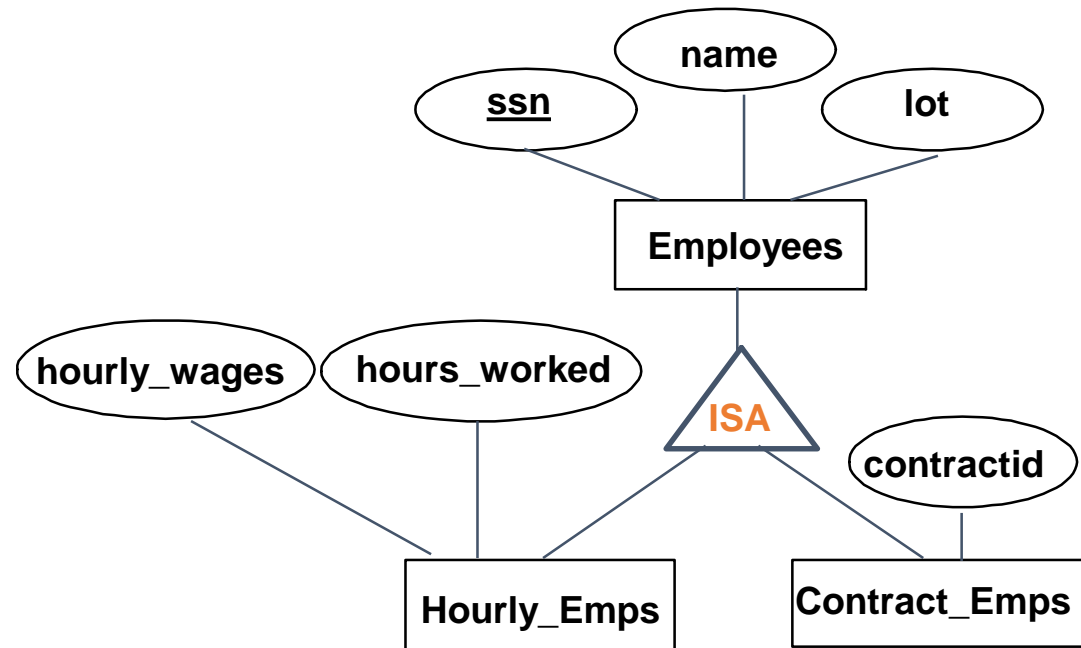 name
ssn
lot
Employees
hourly_wages
hours_worked
ISA
contractid
Hourly_Emps
Contract_Emps